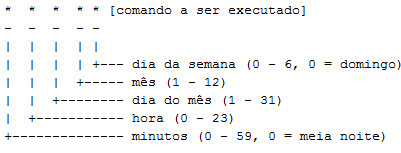 * * * * * [comando a ser executado]
- - - - -
| | | | |
| | | | +--- dia da semana (0 - 6, 0 = domingo)
| | | +----- mês (1 - 12)
| | +-------- dia do mês (1 - 31)
| +------------ hora (0 - 23)
+-------------- minutos (0 - 59, 0 = meia noite)